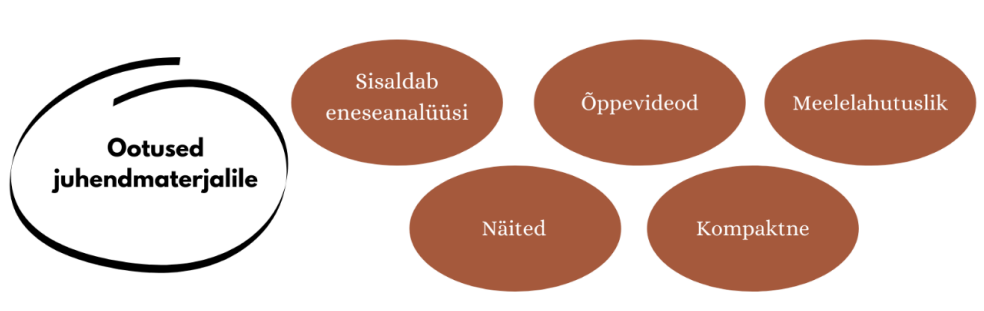 Ootused
juhendmaterjalile
Sisaldab
eneseanalüüsi
Õppevideod
Meelelahutuslik
Näited
Kompaktne